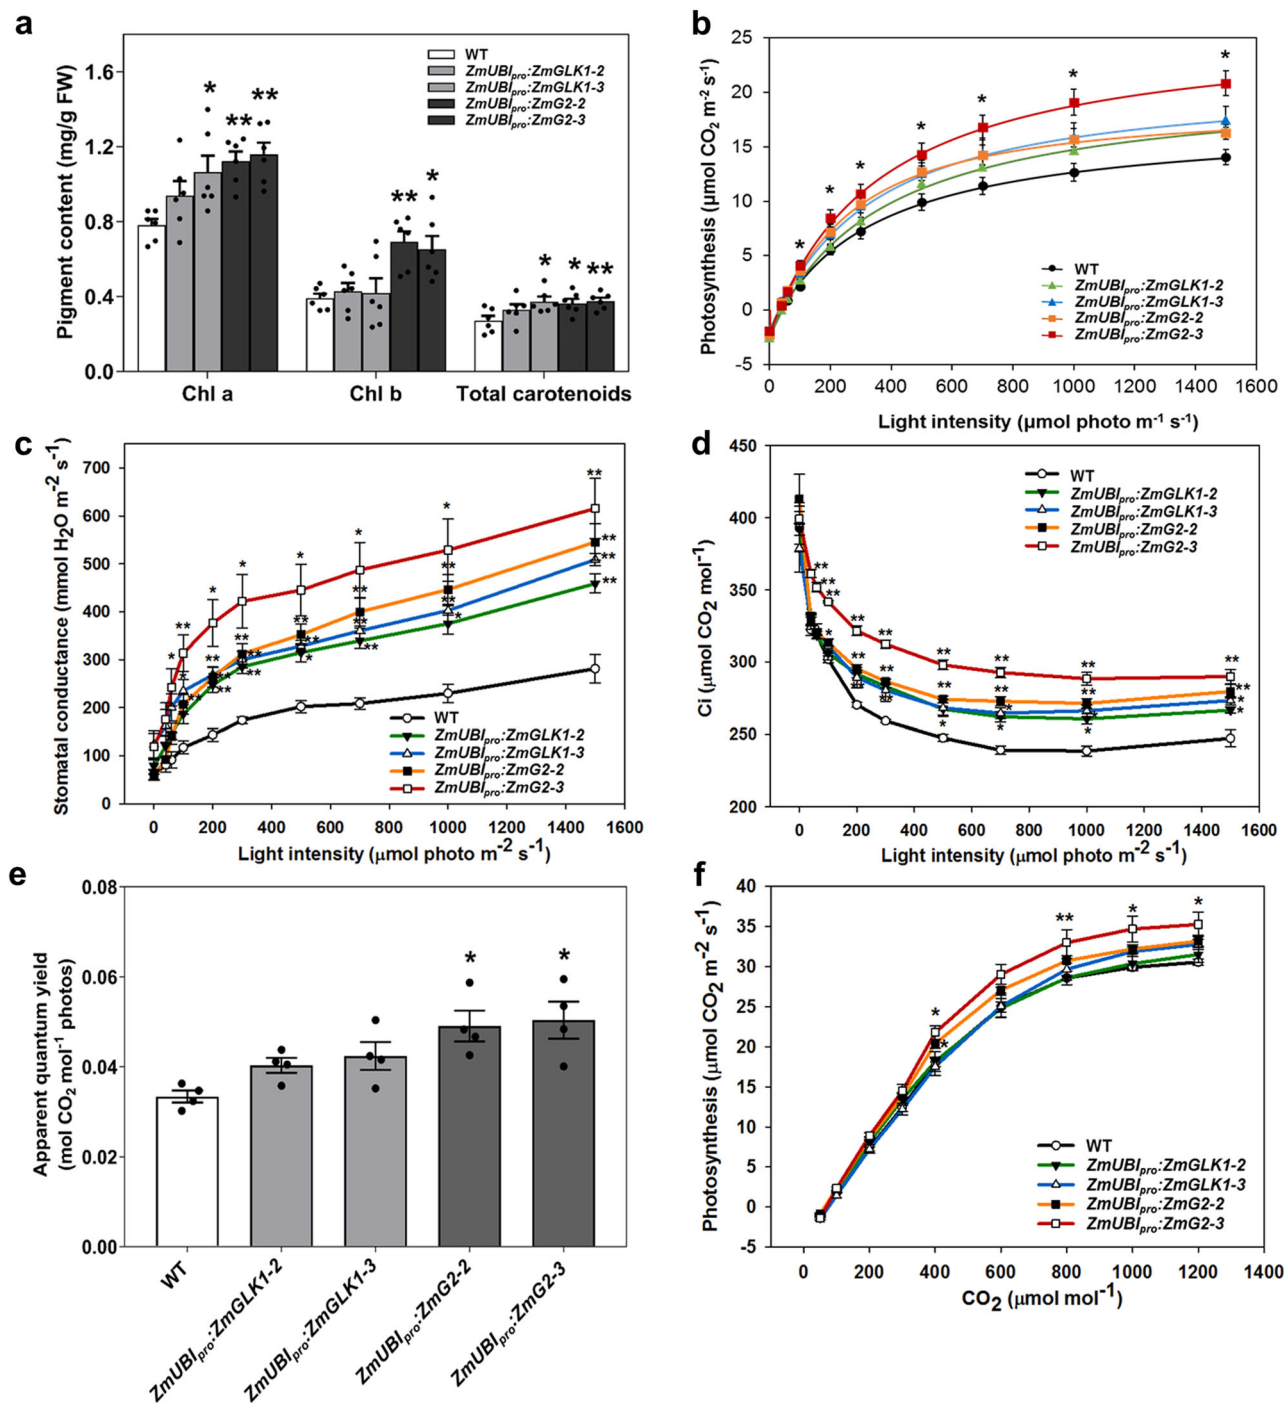 a
Pigment content (mg/g FW)
1.6
1.2
0.8
0.4
0.0
WT
ZmUBIpro:ZmGLK1-2
ZmUBIpro:ZmGLK1-3
ZmUBIpro:ZmG2-2
ZmUBIpro:ZmG2-3
* ** **
** *
* * **
Chl a Chl b Total carotenoids
b
Photosynthesis (μmol CO2 m-2 s-1)
25
20
15
10
5
0
-5
* * * * * * *
WT
ZmUBIpro:ZmGLK1-2
ZmUBIpro:ZmGLK1-3
ZmUBIpro:ZmG2-2
ZmUBIpro:ZmG2-3
0 200 400 600 800 1000 1200 1400 1600
Light intensity (μmol photo m-1 s-1)
c
Stomatal conductance (mmol H2O m-2 s-1)
700
600
500
400
300
200
100
0
WT
ZmUBIpro:ZmGLK1-2
ZmUBIpro:ZmGLK1-3
ZmUBIpro:ZmG2-2
ZmUBIpro:ZmG2-3
0 200 400 600 800 1000 1200 1400 1600
Light intensity (μmol photo m-2 s-1)
d
Ci (μmol CO2 mol-1)
450
400
350
300
250
200
WT
ZmUBIpro:ZmGLK1-2
ZmUBIpro:ZmGLK1-3
ZmUBIpro:ZmG2-2
ZmUBIpro:ZmG2-3
0 200 400 600 800 1000 1200 1400 1600
Light intensity (μmol photo m-2 s-1)
e
Apparent quantum yield
(mol CO2 mol-1 photos)
0.08
0.06
0.04
0.02
0.00
* *
WT
ZmUBIpro:ZmGLK1-2
ZmUBIpro:ZmGLK1-3
ZmUBIpro:ZmG2-2
ZmUBIpro:ZmG2-3
f
Photosynthesis (μmol CO2 m-2 s-1)
40
35
30
25
20
15
10
5
0
-5
* * ** * *
WT
ZmUBIpro:ZmGLK1-2
ZmUBIpro:ZmGLK1-3
ZmUBIpro:ZmG2-2
ZmUBIpro:ZmG2-3
0 200 400 600 800 1000 1200 1400
CO2 (μmol mol-1)